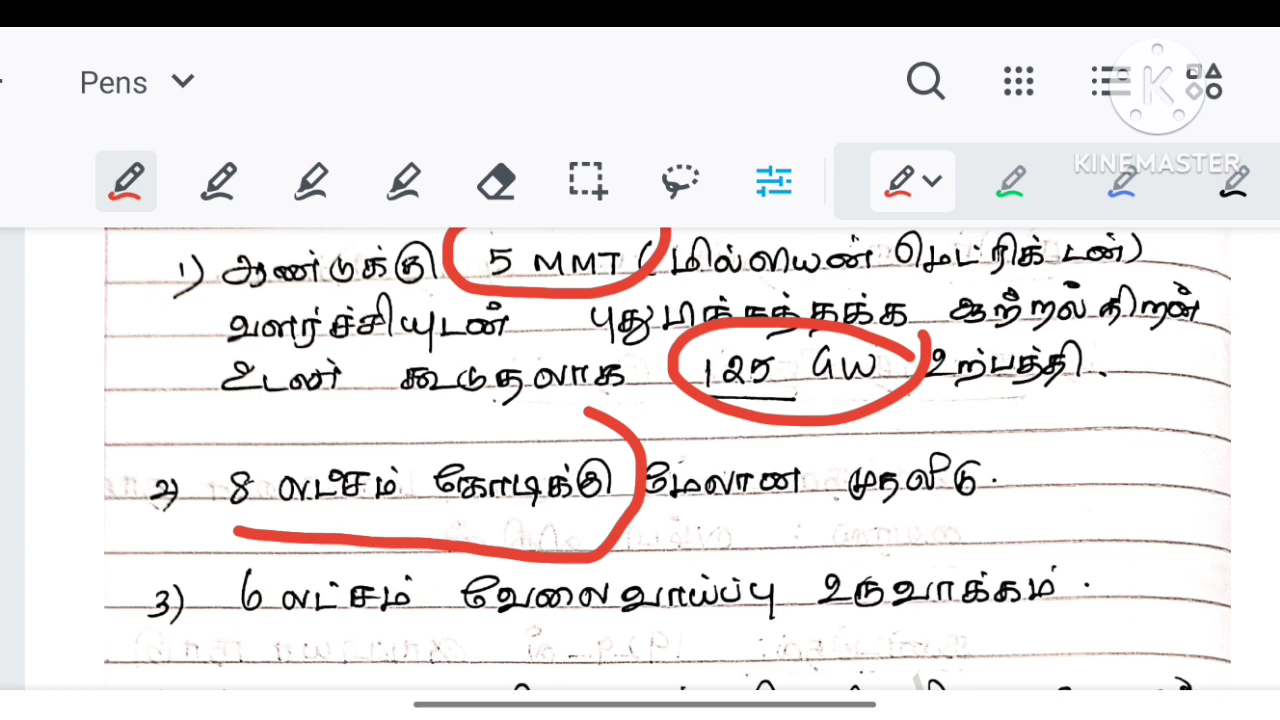 Pens
KINEMASTER
1) ஆண்டுக்கு 5 MMT (மில்லியன் மெட்ரிக் டன்)
வளர்ச்சியுடன் புதுமிக்கத்தக்க ஆற்றல் திறன்
உடன் கூடுதலாக 125 GW உற்பத்தி.
2) 8 லட்சம் கோடிக்கு மேலான முதலீடு.
3) 6 லட்சம் வேலைவாய்ப்பு உருவாக்கம்.